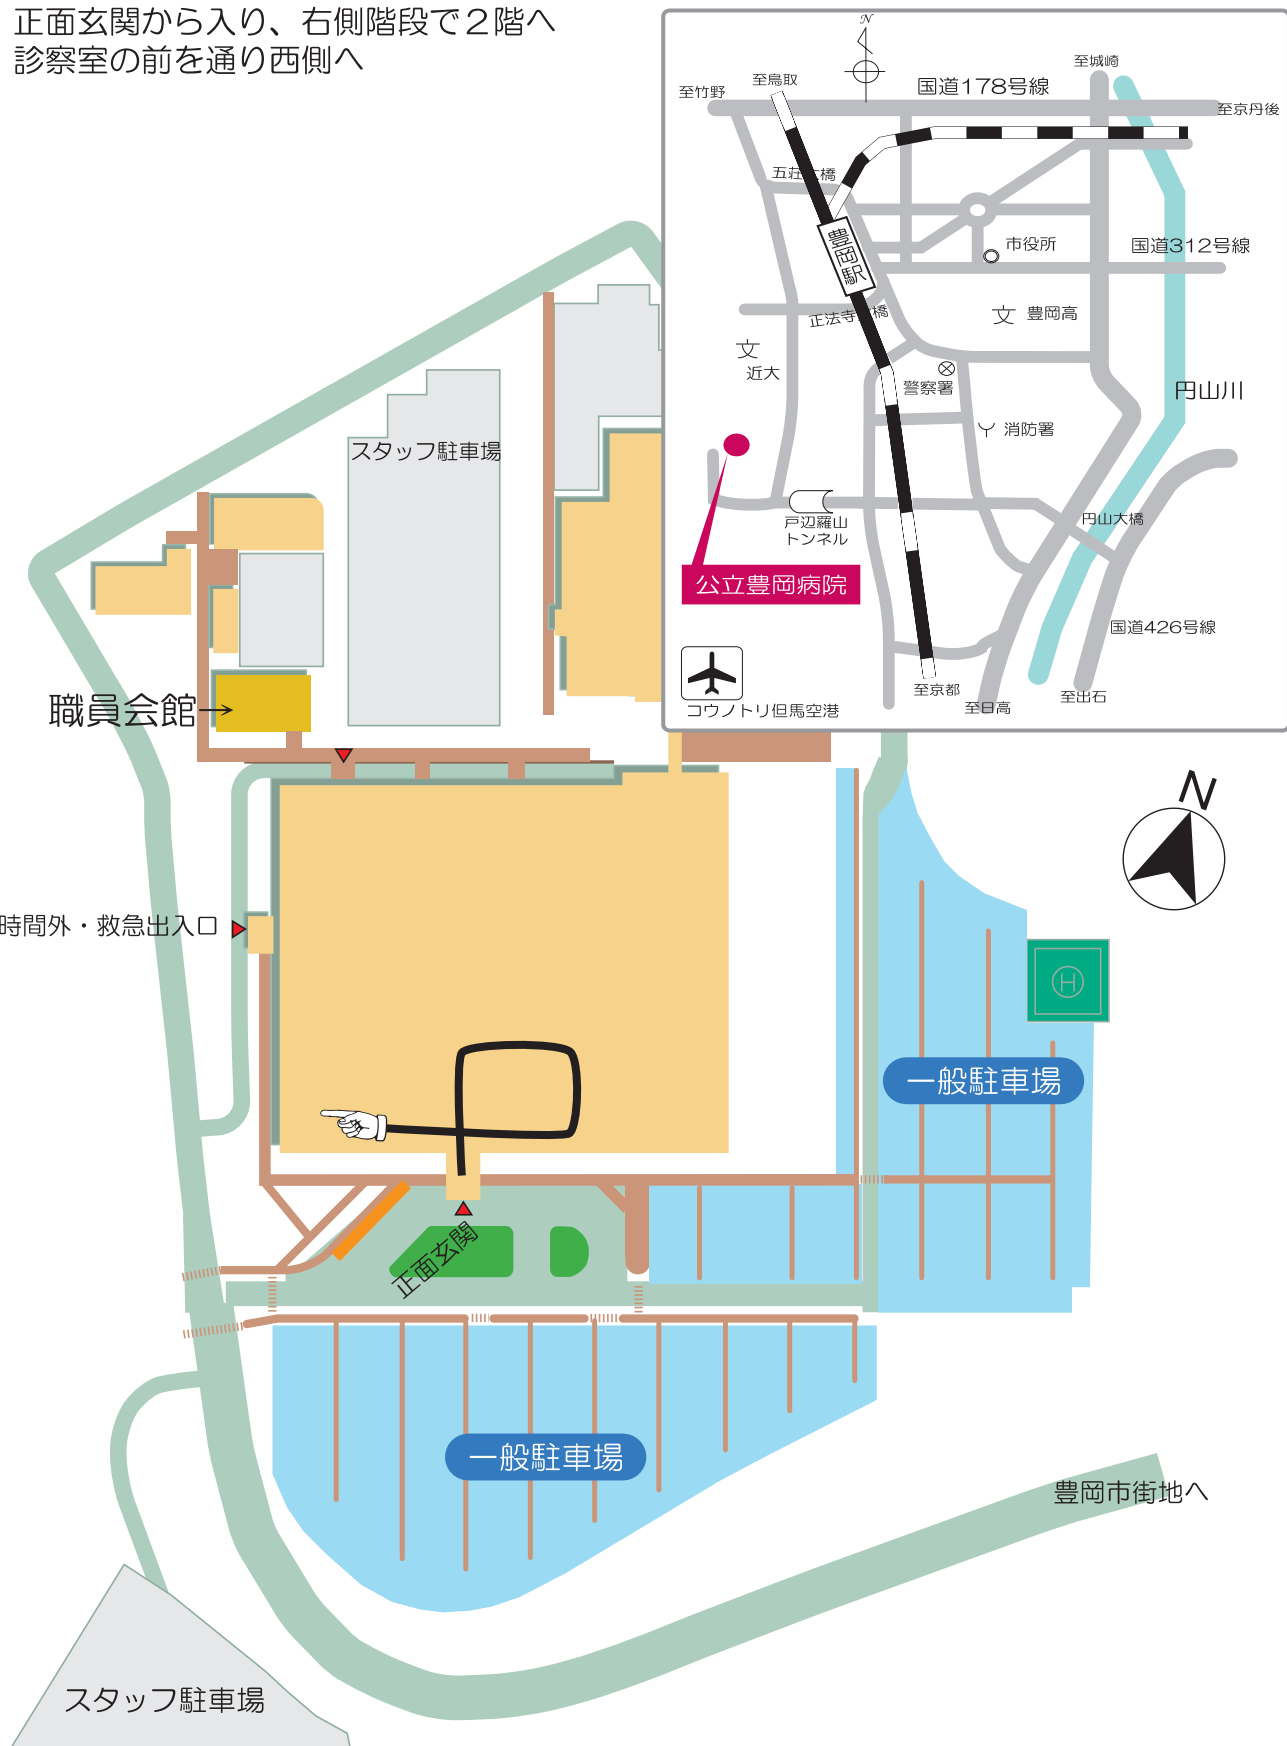 正面玄関から入り、右側階段で２階へ
診察室の前を通り西側へ
N
至城崎
至鳥取
至竹野
国道178号線
至京丹後
五荘大橋
豊岡駅
市役所
国道312号線
正法寺大橋
文
豊岡高
文
近大
警察署
円山川
消防署
戸辺羅山
トンネル
円山大橋
公立豊岡病院
国道426号線
至京都
至出石
至日高
コウノトリ但馬空港
スタッフ駐車場
職員会館
N
時間外・救急出入口
H
一般駐車場
正面玄関
一般駐車場
豊岡市街地へ
スタッフ駐車場